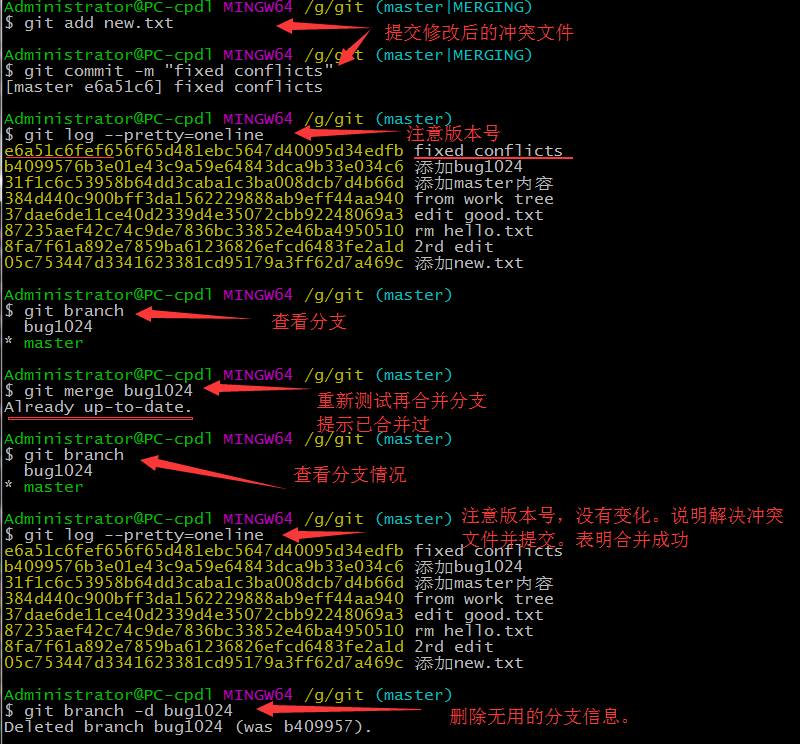 Administrator@PC-cpdl MINGW64 /g/git (master|MERGING)
$ git add new.txt
提交修改后的冲突文件
Administrator@PC-cpdl MINGW64 /g/git (master|MERGING)
$ git commit -m "fixed conflicts"
[master e6a51c6] fixed conflicts
Administrator@PC-cpdl MINGW64 /g/git (master)
$ git log --pretty=oneline 注意版本号
e6a51c6fef656f65d481ebc5647d40095d34edfb fixed conflicts
b4099576b3e01e43c9a59e64843dca9b33e034c6 添加bug1024
31f1c6c53958b64dd3caba1c3ba008dcb7d4b66d 添加master内容
384d440c900bff3da1562229888ab9eff44aa940 from work tree
37dae6de11ce40d2339d4e35072cbb92248069a3 edit good.txt
87235aef42c74c9de7836bc33852e46ba4950510 rm hello.txt
8fa7f61a892e7859ba61236826efcd6483fe2a1d 2rd edit
05c753447d3341623381cd95179a3ff62d7a469c 添加new.txt
Administrator@PC-cpdl MINGW64 /g/git (master)
$ git branch 查看分支
bug1024
* master
Administrator@PC-cpdl MINGW64 /g/git (master)
$ git merge bug1024 重新测试再合并分支
Already up-to-date. 提示已合并过
Administrator@PC-cpdl MINGW64 /g/git (master)
$ git branch
bug1024 查看分支情况
* master
Administrator@PC-cpdl MINGW64 /g/git (master) 注意版本号，没有变化。说明解决冲突
$ git log --pretty=oneline 文件并提交。表明合并成功
e6a51c6fef656f65d481ebc5647d40095d34edfb fixed conflicts
b4099576b3e01e43c9a59e64843dca9b33e034c6 添加bug1024
31f1c6c53958b64dd3caba1c3ba008dcb7d4b66d 添加master内容
384d440c900bff3da1562229888ab9eff44aa940 from work tree
37dae6de11ce40d2339d4e35072cbb92248069a3 edit good.txt
87235aef42c74c9de7836bc33852e46ba4950510 rm hello.txt
8fa7f61a892e7859ba61236826efcd6483fe2a1d 2rd edit
05c753447d3341623381cd95179a3ff62d7a469c 添加new.txt
Administrator@PC-cpdl MINGW64 /g/git (master)
$ git branch -d bug1024 删除无用的分支信息。
Deleted branch bug1024 (was b409957).